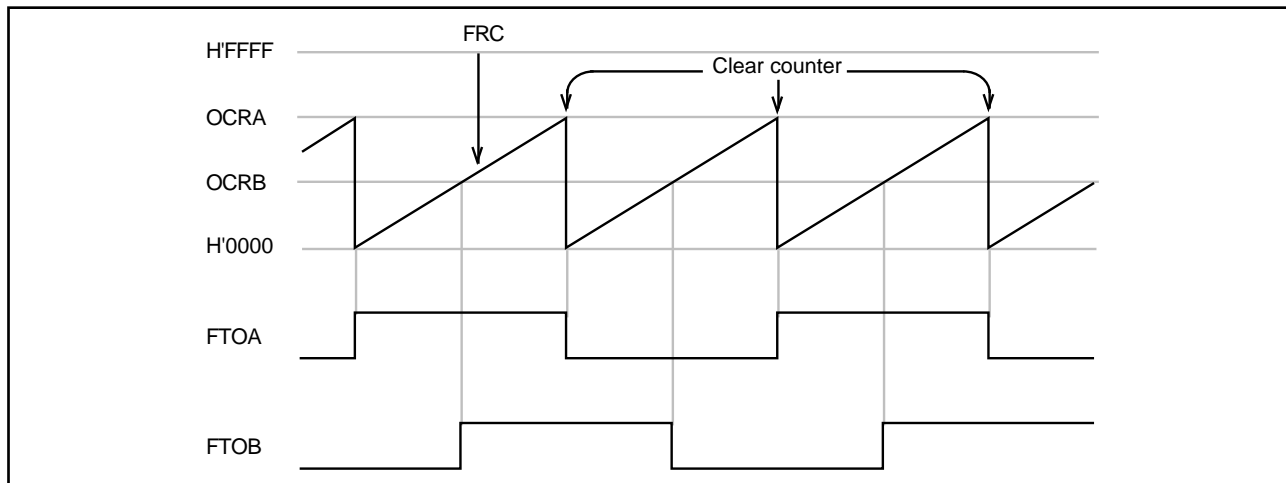 FRC
H'FFFF
Clear counter
OCRA
OCRB
H'0000
FTOA
FTOB